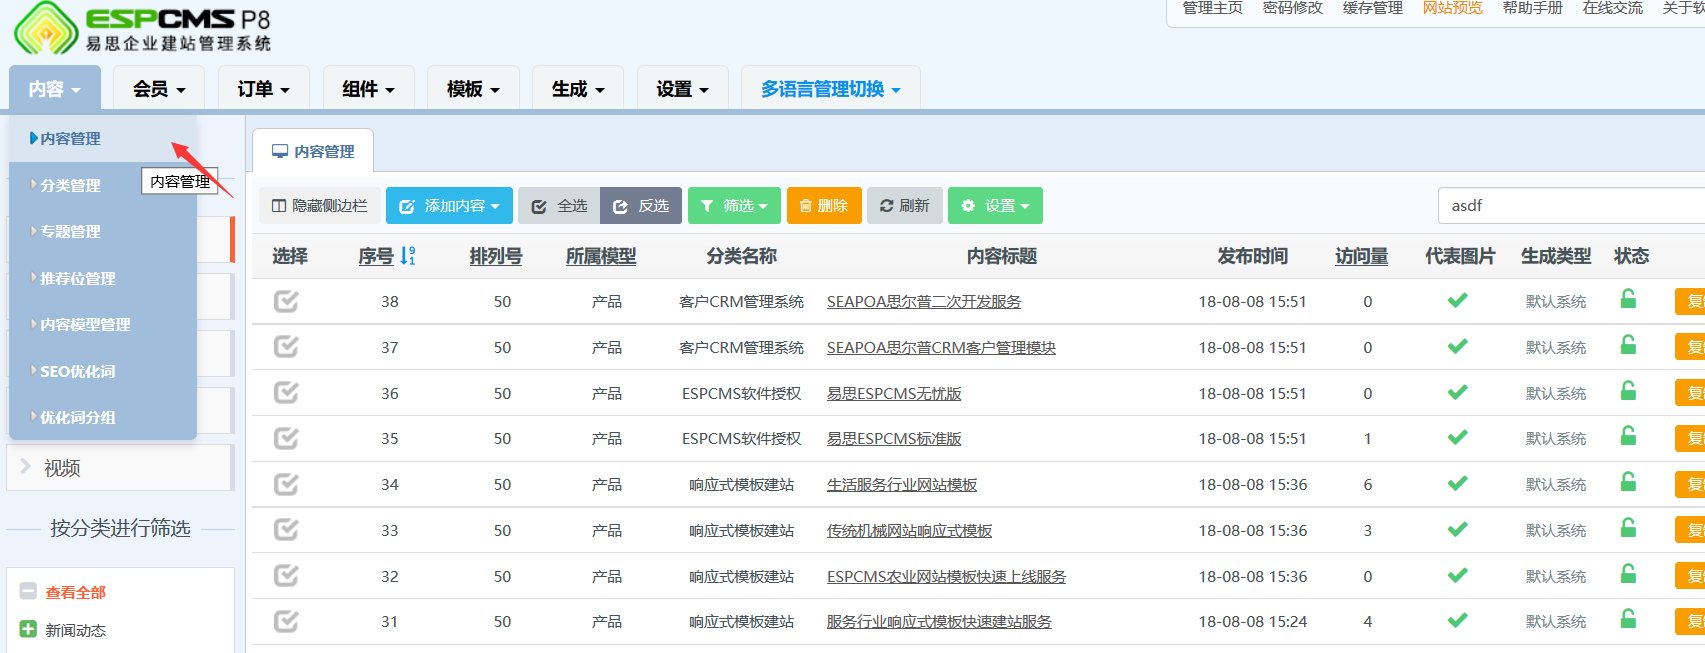 ESPCMS P8
易思企业建站管理系统
管理主页 密码修改 缓存管理 网站预览 帮助手册 在线交流 关于软
内容 会员 订单 组件 模板 生成 设置 多语言管理切换
内容管理
分类管理
内容管理
专题管理
推荐位管理
内容模型管理
SEO优化词
优化词分组
视频
按分类进行筛选
查看全部
新闻动态
内容管理
隐藏侧边栏 添加内容 全选 反选 筛选 删除 刷新 设置 asdf
选择 序号 排列号 所属模型 分类名称 内容标题 发布时间 访问量 代表图片 生成类型 状态
38 50 产品 客户CRM管理系统 SEAPOA思尔普二次开发服务 18-08-08 15:51 0 默认系统
37 50 产品 客户CRM管理系统 SEAPOA思尔普CRM客户管理模块 18-08-08 15:51 0 默认系统
36 50 产品 ESPCMS软件授权 易思ESPCMS无忧版 18-08-08 15:51 0 默认系统
35 50 产品 ESPCMS软件授权 易思ESPCMS标准版 18-08-08 15:51 1 默认系统
34 50 产品 响应式模板建站 生活服务行业网站模板 18-08-08 15:36 6 默认系统
33 50 产品 响应式模板建站 传统机械网站响应式模板 18-08-08 15:36 3 默认系统
32 50 产品 响应式模板建站 ESPCMS农业网站模板快速上线服务 18-08-08 15:36 0 默认系统
31 50 产品 响应式模板建站 服务行业响应式模板快速建站服务 18-08-08 15:24 4 默认系统